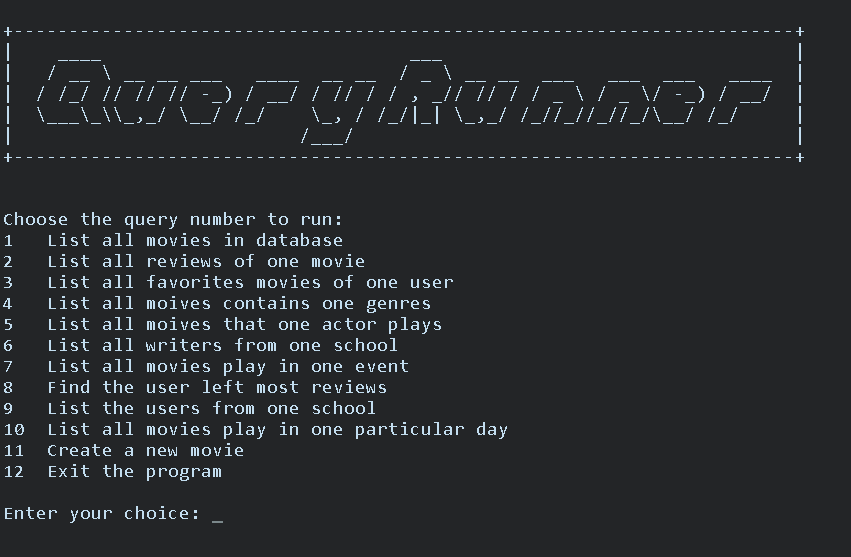 QueryRunner
Choose the query number to run:
1 List all movies in database
2 List all reviews of one movie
3 List all favorites movies of one user
4 List all moives contains one genres
5 List all moives that one actor plays
6 List all writers from one school
7 List all movies play in one event
8 Find the user left most reviews
9 List the users from one school
10 List all movies play in one particular day
11 Create a new movie
12 Exit the program
Enter your choice: _